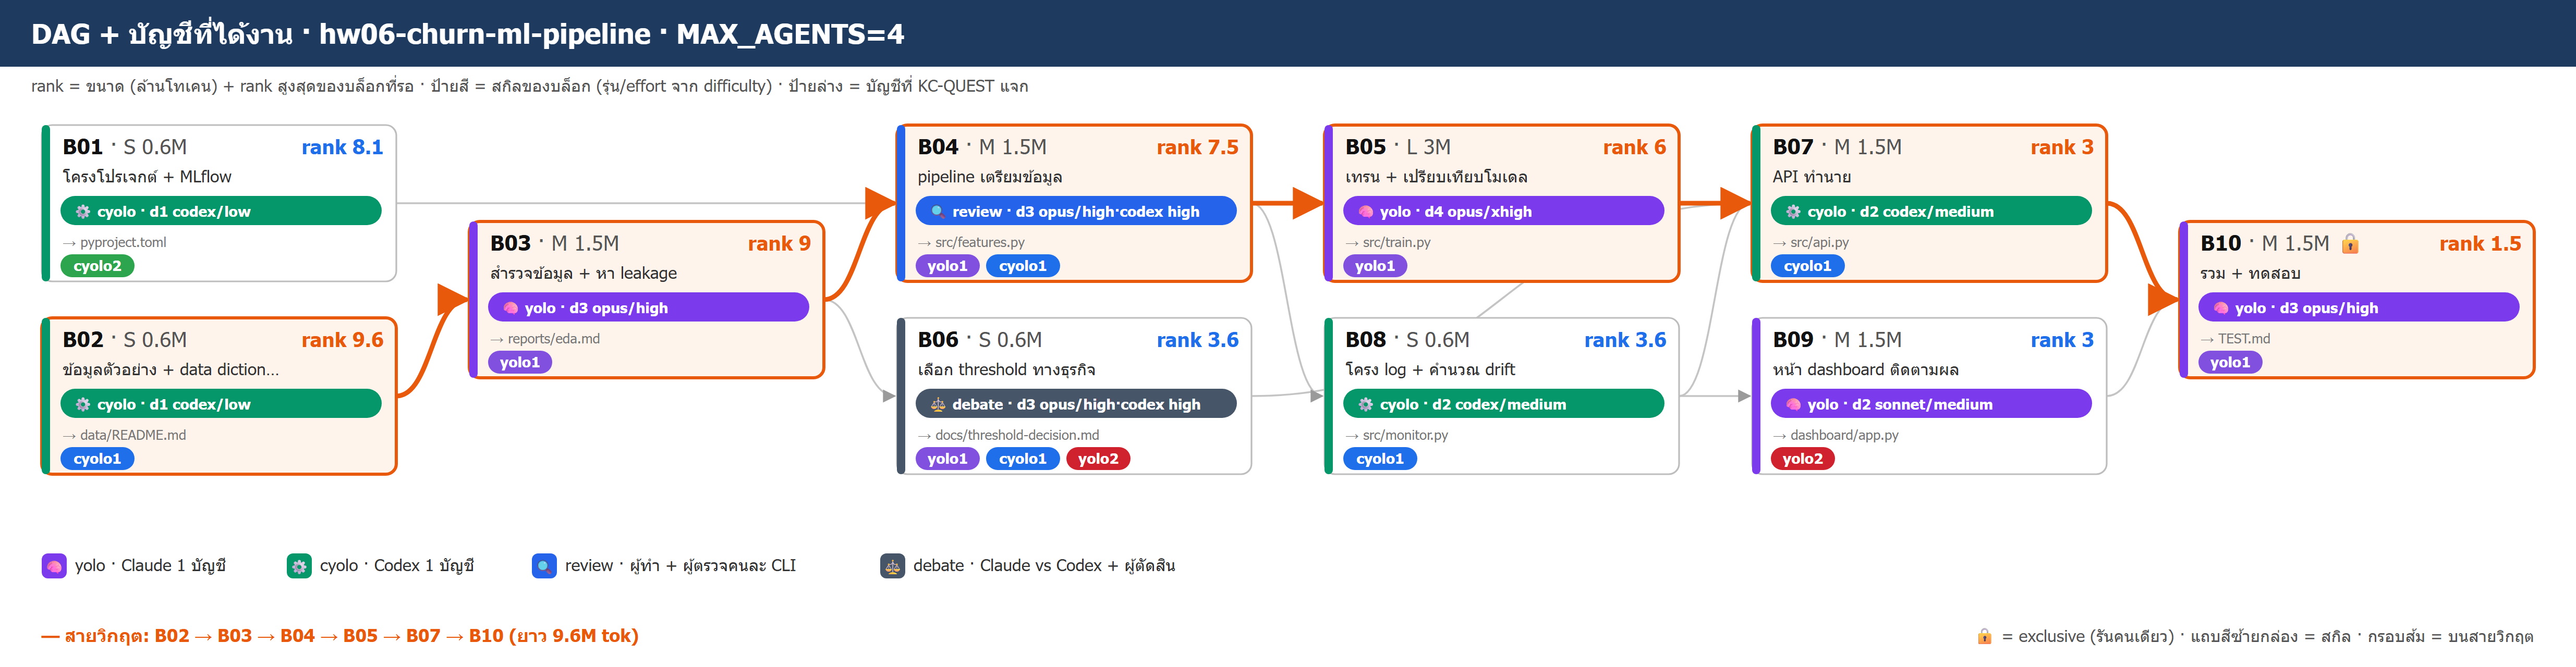 DAG + บัญชีที่ได้งาน · hw06-churn-ml-pipeline · MAX_AGENTS=4
rank = ขนาด (ล้านโทเคน) + rank สูงสุดของบล็อกที่รอ · ป้ายสี = สกิลของบล็อก (รุ่น/effort จาก difficulty) · ป้ายล่าง = บัญชีที่ KC-QUEST แจก
B01 · S 0.6M rank 8.1
โครงโปรเจกต์ + MLflow
cyolo · d1 codex/low
→ pyproject.toml
cyolo2
B02 · S 0.6M rank 9.6
ข้อมูลตัวอย่าง + data diction…
cyolo · d1 codex/low
→ data/README.md
cyolo1
B03 · M 1.5M rank 9
สำรวจข้อมูล + หา leakage
yolo · d3 opus/high
→ reports/eda.md
yolo1
B04 · M 1.5M rank 7.5
pipeline เตรียมข้อมูล
review · d3 opus/high·codex high
→ src/features.py
yolo1 cyolo1
B06 · S 0.6M rank 3.6
เลือก threshold ทางธุรกิจ
debate · d3 opus/high·codex high
→ docs/threshold-decision.md
yolo1 cyolo1 yolo2
B05 · L 3M rank 6
เทรน + เปรียบเทียบโมเดล
yolo · d4 opus/xhigh
→ src/train.py
yolo1
B08 · S 0.6M rank 3.6
โครง log + คำนวณ drift
cyolo · d2 codex/medium
→ src/monitor.py
cyolo1
B07 · M 1.5M rank 3
API ทำนาย
cyolo · d2 codex/medium
→ src/api.py
cyolo1
B09 · M 1.5M rank 3
หน้า dashboard ติดตามผล
yolo · d2 sonnet/medium
→ dashboard/app.py
yolo2
B10 · M 1.5M 🔒 rank 1.5
รวม + ทดสอบ
yolo · d3 opus/high
→ TEST.md
yolo1
yolo · Claude 1 บัญชี
cyolo · Codex 1 บัญชี
review · ผู้ทำ + ผู้ตรวจคนละ CLI
debate · Claude vs Codex + ผู้ตัดสิน
— สายวิกฤต: B02 → B03 → B04 → B05 → B07 → B10 (ยาว 9.6M tok)
🔒 = exclusive (รันคนเดียว) · แถบสีซ้ายกล่อง = สกิล · กรอบส้ม = บนสายวิกฤต